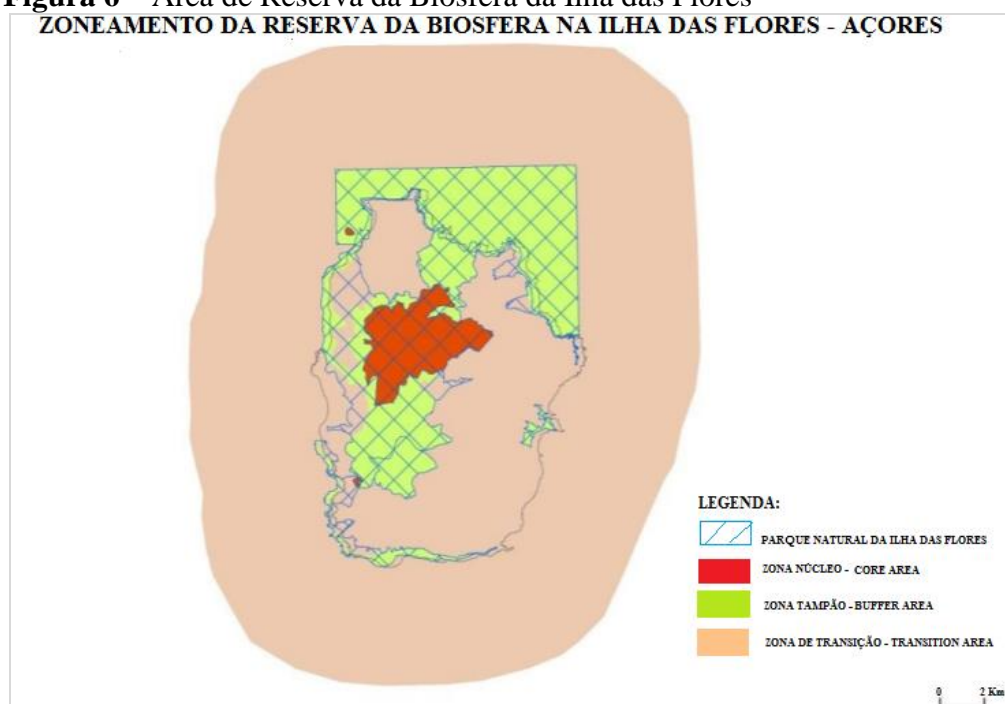 Figura 6 – Área de Reserva da Biosfera da Ilha das Flores
ZONEAMENTO DA RESERVA DA BIOSFERA NA ILHA DAS FLORES - AÇORES
LEGENDA:
PARQUE NATURAL DA ILHA DAS FLORES
ZONA NÚCLEO - CORE AREA
ZONA TAMPÃO - BUFFER AREA
ZONA DE TRANSIÇÃO - TRANSITION AREA
0 2 Km